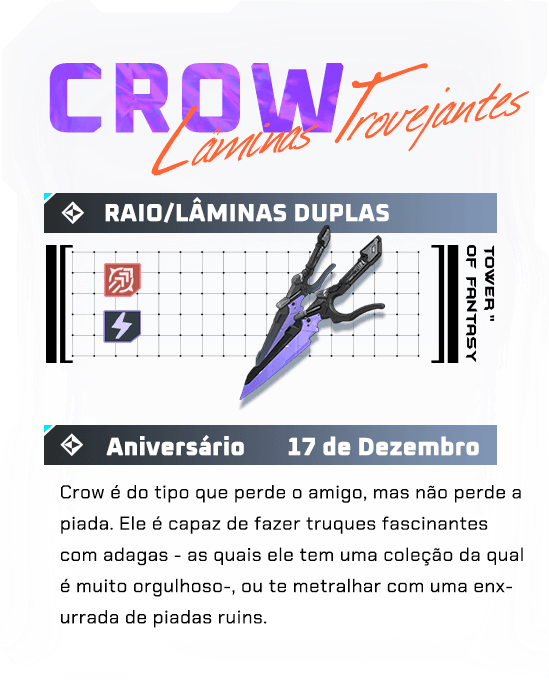 CROW
Lâminas Trovejantes
RAIO/LÂMINAS DUPLAS
TOWER"
OF FANTASY
Aniversário 17 de Dezembro
Crow é do tipo que perde o amigo, mas não perde a
piada. Ele é capaz de fazer truques fascinantes
com adagas - as quais ele tem uma coleção da qual
é muito orgulhoso-, ou te metralhar com uma enx-
urrada de piadas ruins.